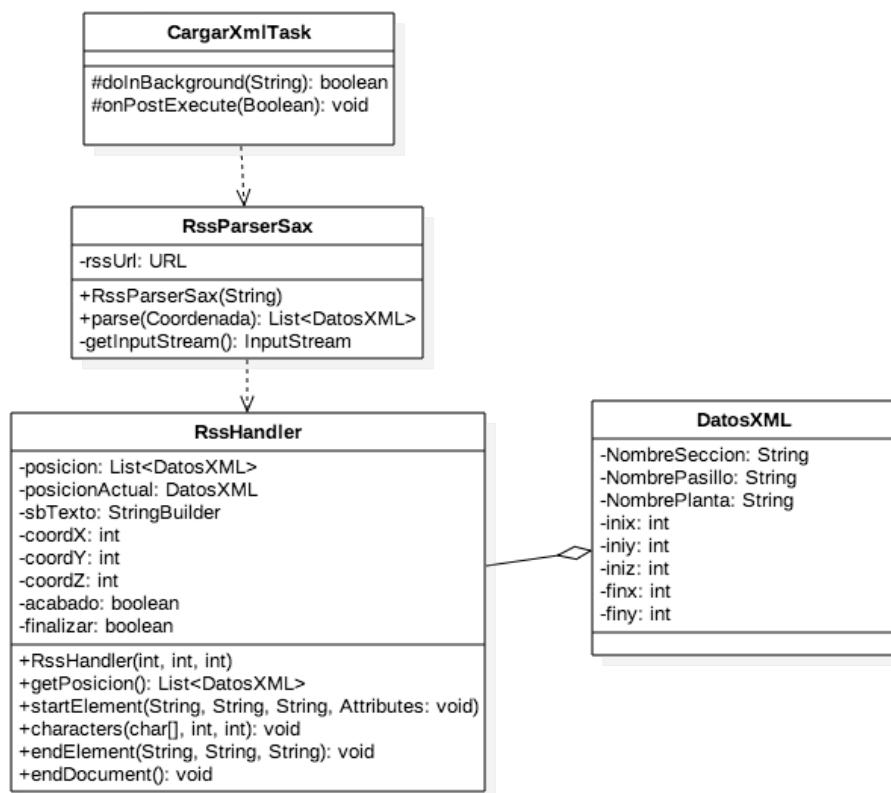 CargarXmlTask
#doInBackground(String): boolean
#onPostExecute(Boolean): void
RssParserSax
-rssUrl: URL
+RssParserSax(String)
+parse(Coordenada): List<DatosXML>
-getInputStream(): InputStream
RssHandler
-posicion: List<DatosXML>
-posicionActual: DatosXML
-sbTexto: StringBuilder
-coordX: int
-coordY: int
-coordZ: int
-acabado: boolean
-finalizar: boolean
+RssHandler(int, int, int)
+getPosicion(): List<DatosXML>
+startElement(String, String, String, Attributes: void)
+characters(char[], int, int): void
+endElement(String, String, String): void
+endDocument(): void
DatosXML
-NombreSeccion: String
-NombrePasillo: String
-NombrePlanta: String
-inix: int
-iniy: int
-iniz: int
-finx: int
-finy: int